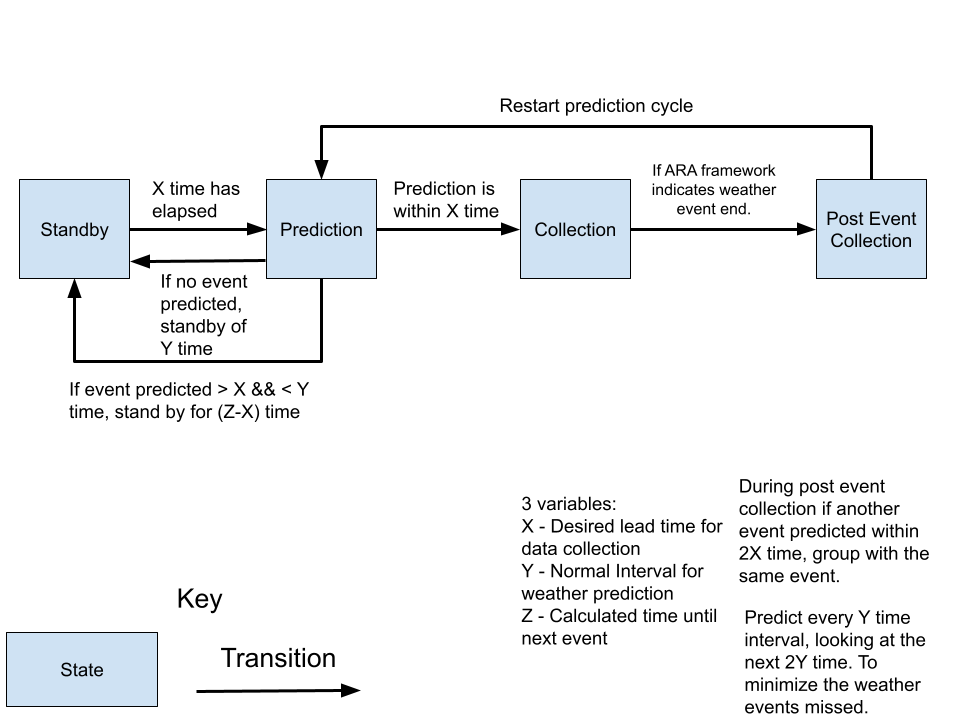 Restart prediction cycle
X time has
elapsed
Prediction is
within X time
If ARA framework
indicates weather
event end.
Standby
Prediction
Collection
Post Event
Collection
If no event
predicted,
standby of
Y time
If event predicted > X && < Y
time, stand by for (Z-X) time
3 variables:
X - Desired lead time for
data collection
Y - Normal Interval for
weather prediction
Z - Calculated time until
next event
During post event
collection if another
event predicted within
2X time, group with the
same event.
Predict every Y time
interval, looking at the
next 2Y time. To
minimize the weather
events missed.
Key
State
Transition